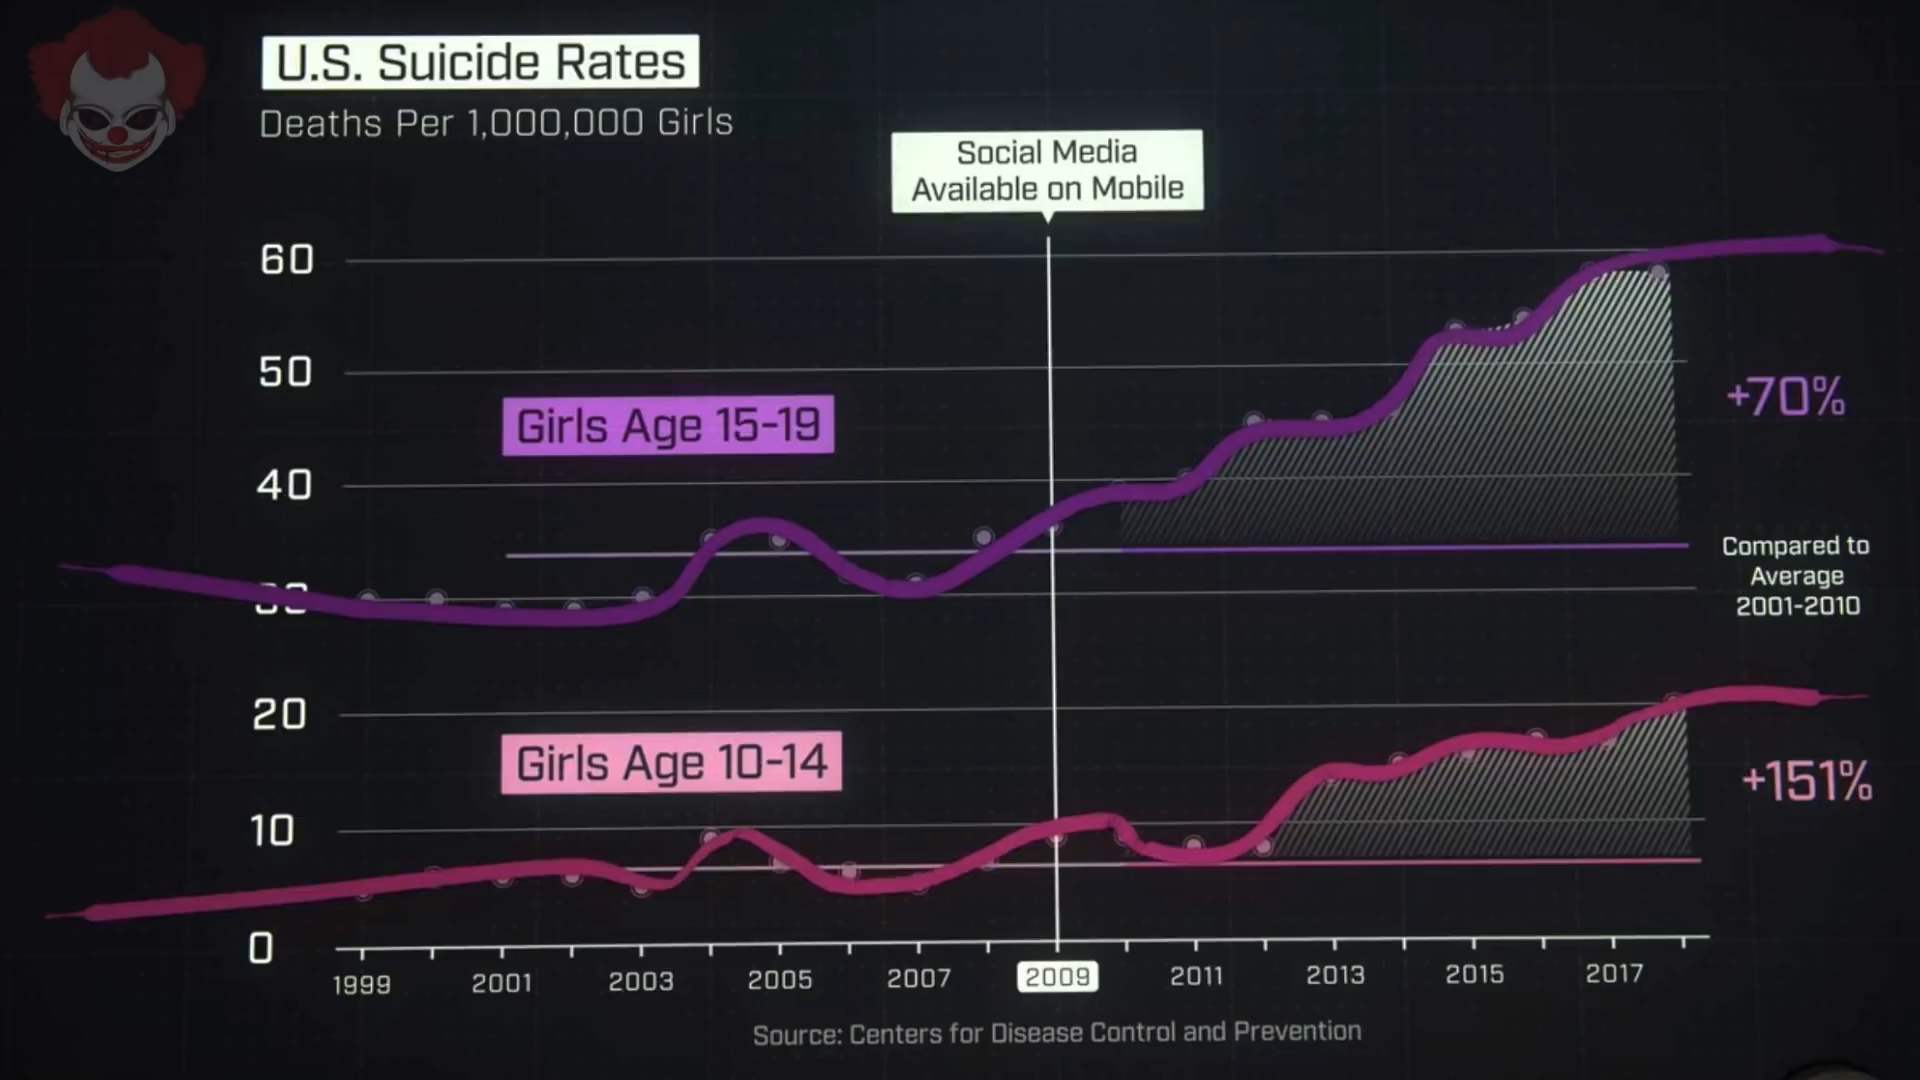 U.S. Suicide Rates
Deaths Per 1,000,000 Girls
Social Media
Available on Mobile
60
50
40
30
20
10
0
Girls Age 15-19
Girls Age 10-14
+70%
Compared to
Average
2001-2010
+151%
1999 2001 2003 2005 2007 2009 2011 2013 2015 2017
Source: Centers for Disease Control and Prevention